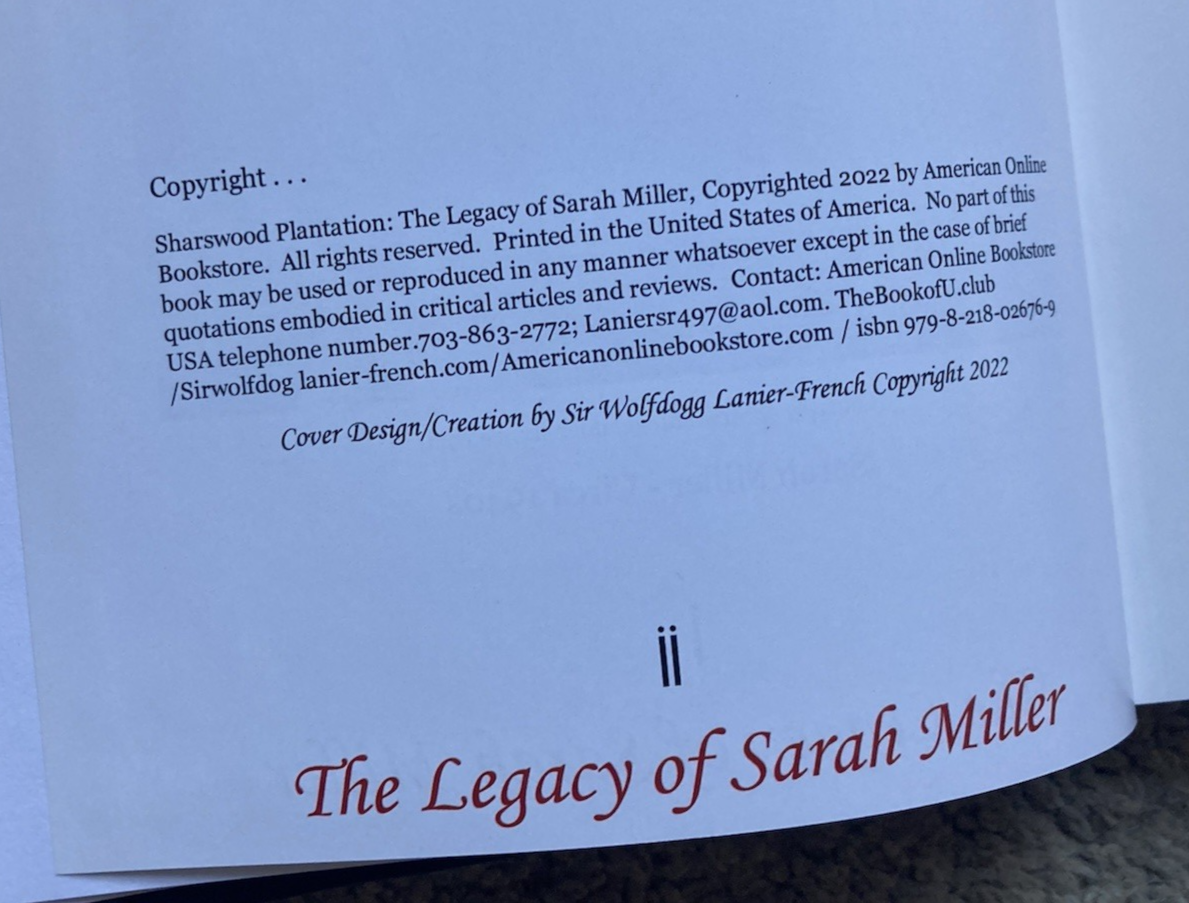 Copyright . . .
Sharswood Plantation: The Legacy of Sarah Miller, Copyrighted 2022 by American Online
Bookstore.  All rights reserved.  Printed in the United States of America.  No part of this
book may be used or reproduced in any manner whatsoever except in the case of brief
quotations embodied in critical articles and reviews.  Contact: American Online Bookstore
USA telephone number.703-863-2772; Laniersr497@aol.com. TheBookofU.club
/Sirwolfdog lanier-french.com/Americanonlinebookstore.com / isbn 979-8-218-02676-9
Cover Design/Creation by Sir Wolfdogg Lanier-French Copyright 2022
ii
The Legacy of Sarah Miller